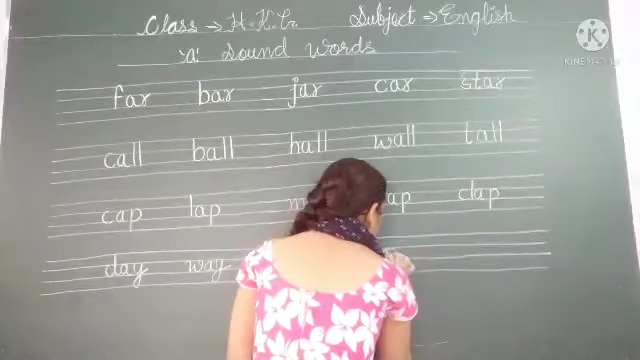 Class → H.K.G Subject → English
'a' sound words
far bar jar car star
call ball hall wall tall
cap lap clap
day way
KINEMASTER